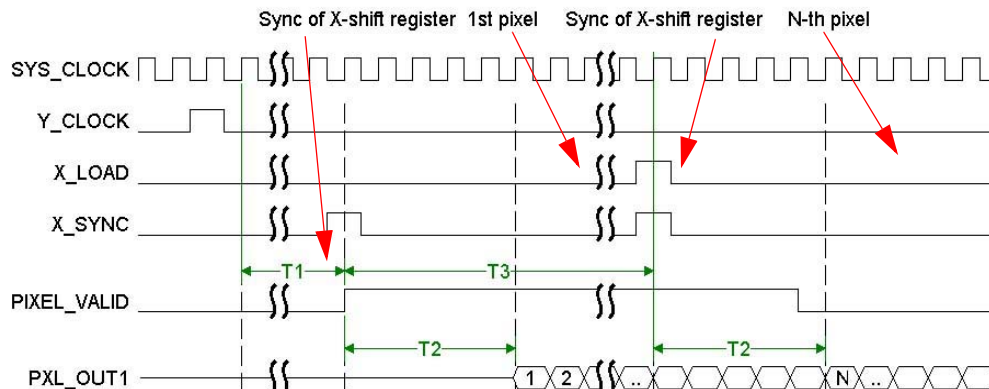 Sync of X-shift register 1st pixel Sync of X-shift register N-th pixel
SYS_CLOCK
Y_CLOCK
X_LOAD
X_SYNC
T1 T3
PIXEL_VALID
T2 T2
PXL_OUT1 1 2 .. N ..